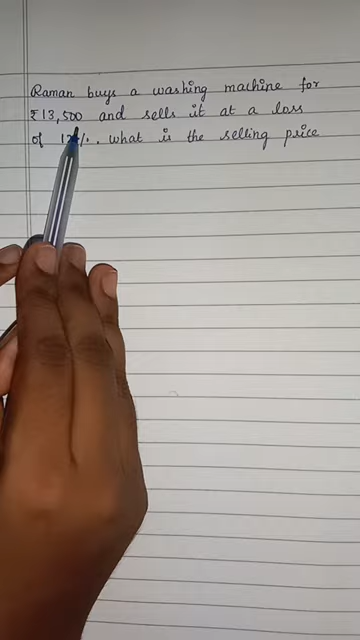 Raman buys a washing machine for
₹13,500 and sells it at a loss
of %. what is the selling price